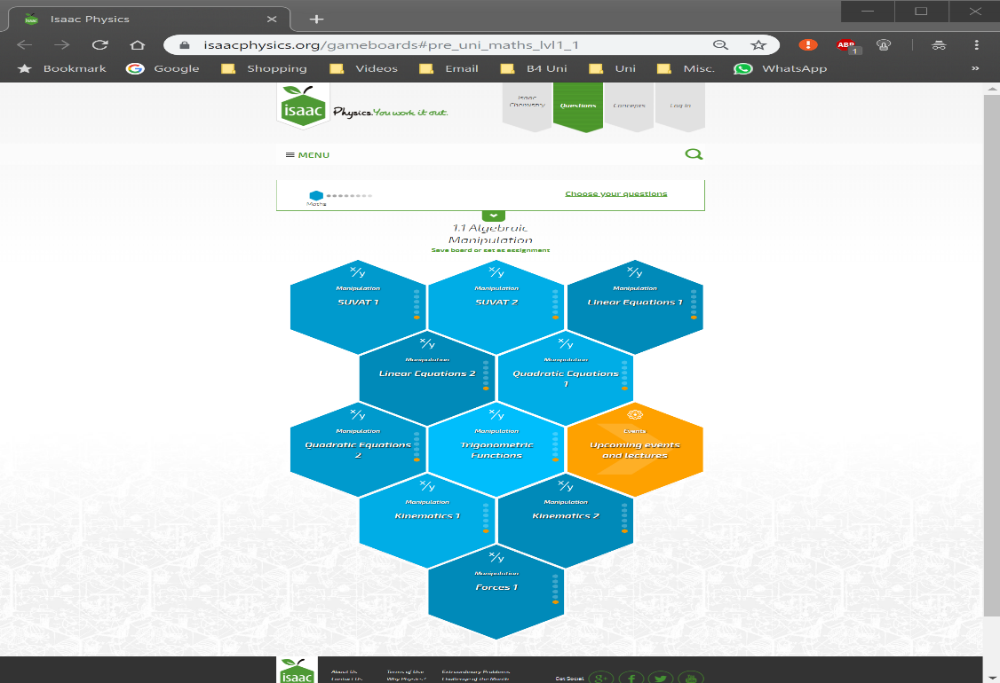 isaac
Isaac Physics
isaacphysics.org/gameboards#pre_uni_maths_lvl1_1
ABP
1
Bookmark
Google
Shopping
Videos
Email
B4 Uni
Uni
Misc.
WhatsApp
»
isaac
Physics. You work it out.
Isaac
Chemistry
Questions
Concepts
Log In
MENU
Maths
Choose your questions
1.1 Algebraic
Manipulation
Save board or set as assignment
x/y
Manipulation
SUVAT 1
x/y
Manipulation
SUVAT 2
x/y
Manipulation
Linear Equations 1
x/y
Manipulation
Linear Equations 2
x/y
Manipulation
Quadratic Equations
1
x/y
Manipulation
Quadratic Equations
2
x/y
Manipulation
Trigonometric
Functions
Events
Upcoming events
and lectures
x/y
Manipulation
Kinematics 1
x/y
Manipulation
Kinematics 2
x/y
Manipulation
Forces 1
isaac
About Us
Contact Us
Terms of Use
Why Physics?
Extraordinary Problems
Challenge of the Month
Get Social
g+
f